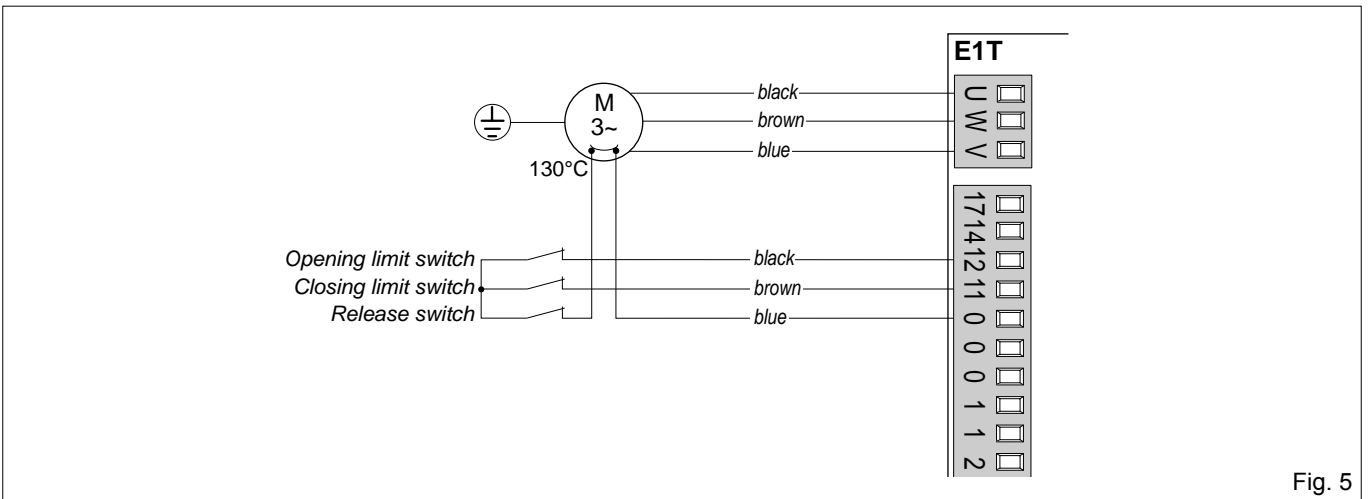 E1T
U
W
V
black
brown
blue
M
3~
130°C
17
14
12
11
0
0
0
1
1
2
Opening limit switch
Closing limit switch
Release switch
black
brown
blue
Fig. 5